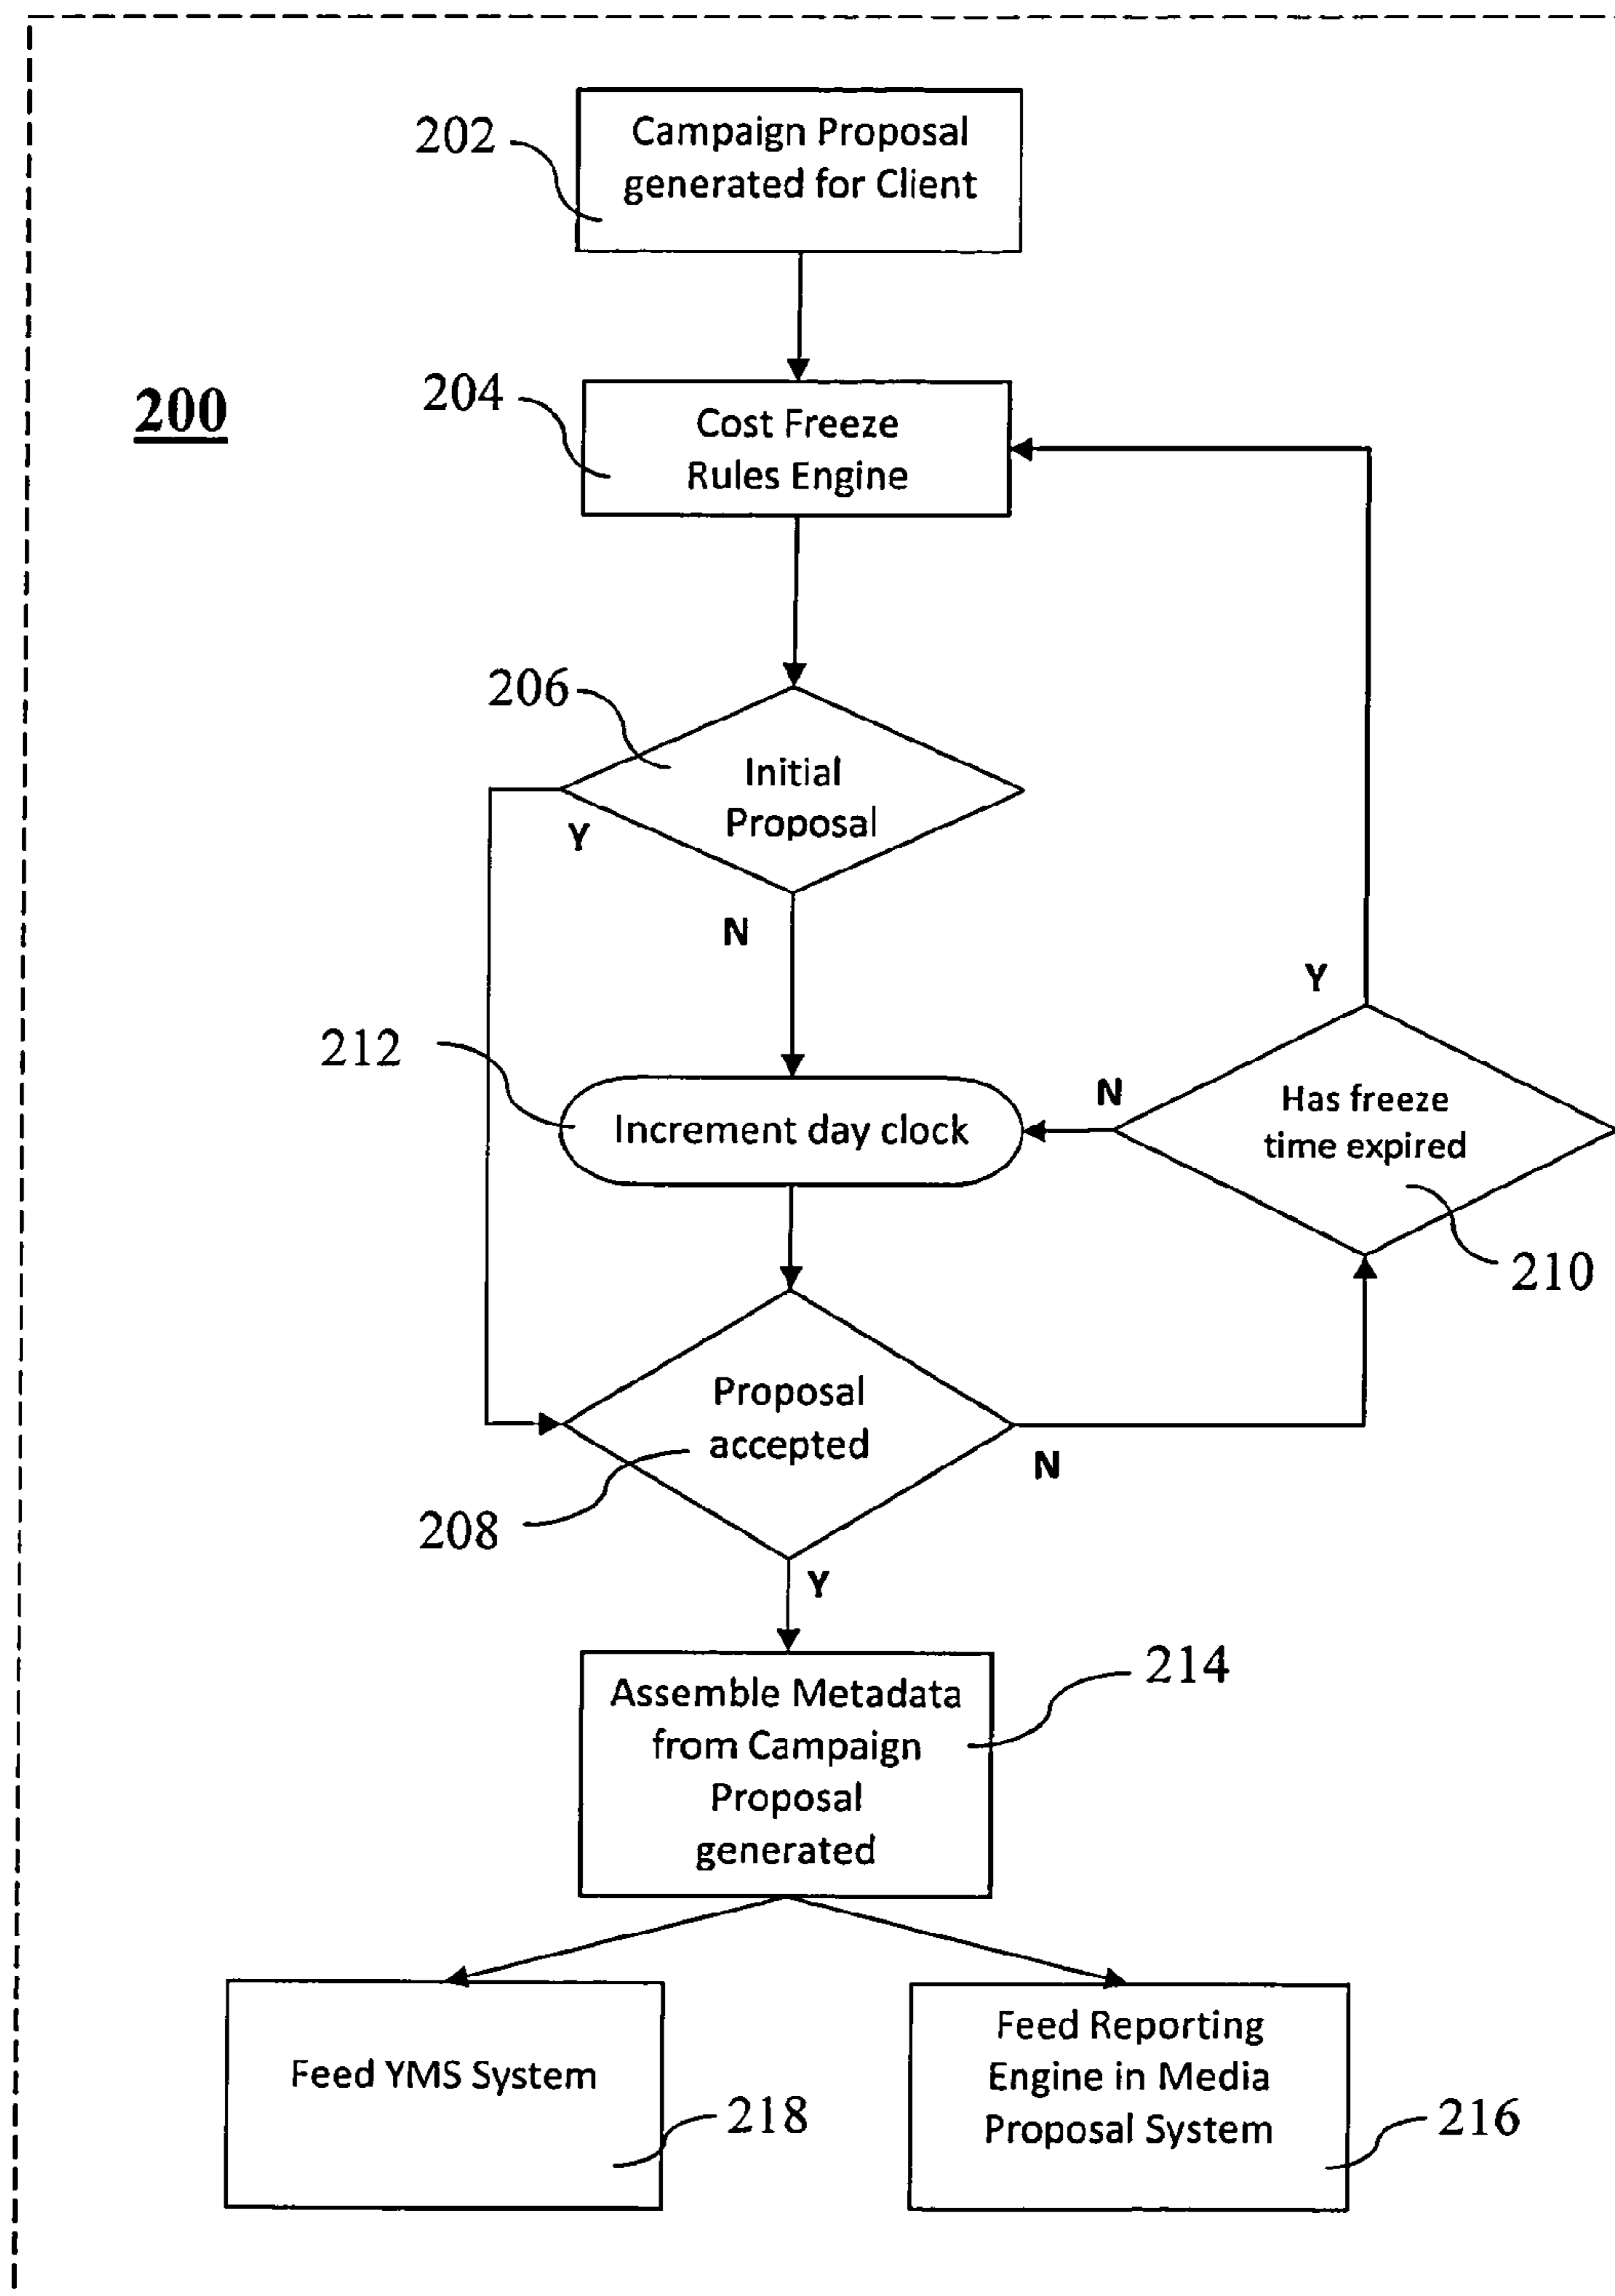 202
Campaign Proposal
generated for Client
200
204
Cost Freeze
Rules Engine
206
Initial
Proposal
Y
N
Y
212
Increment day clock
N
Has freeze
time expired
210
Proposal
accepted
N
208
Y
214
Assemble Metadata
from Campaign
Proposal
generated
Feed YMS System
218
Feed Reporting
Engine in Media
Proposal System
216